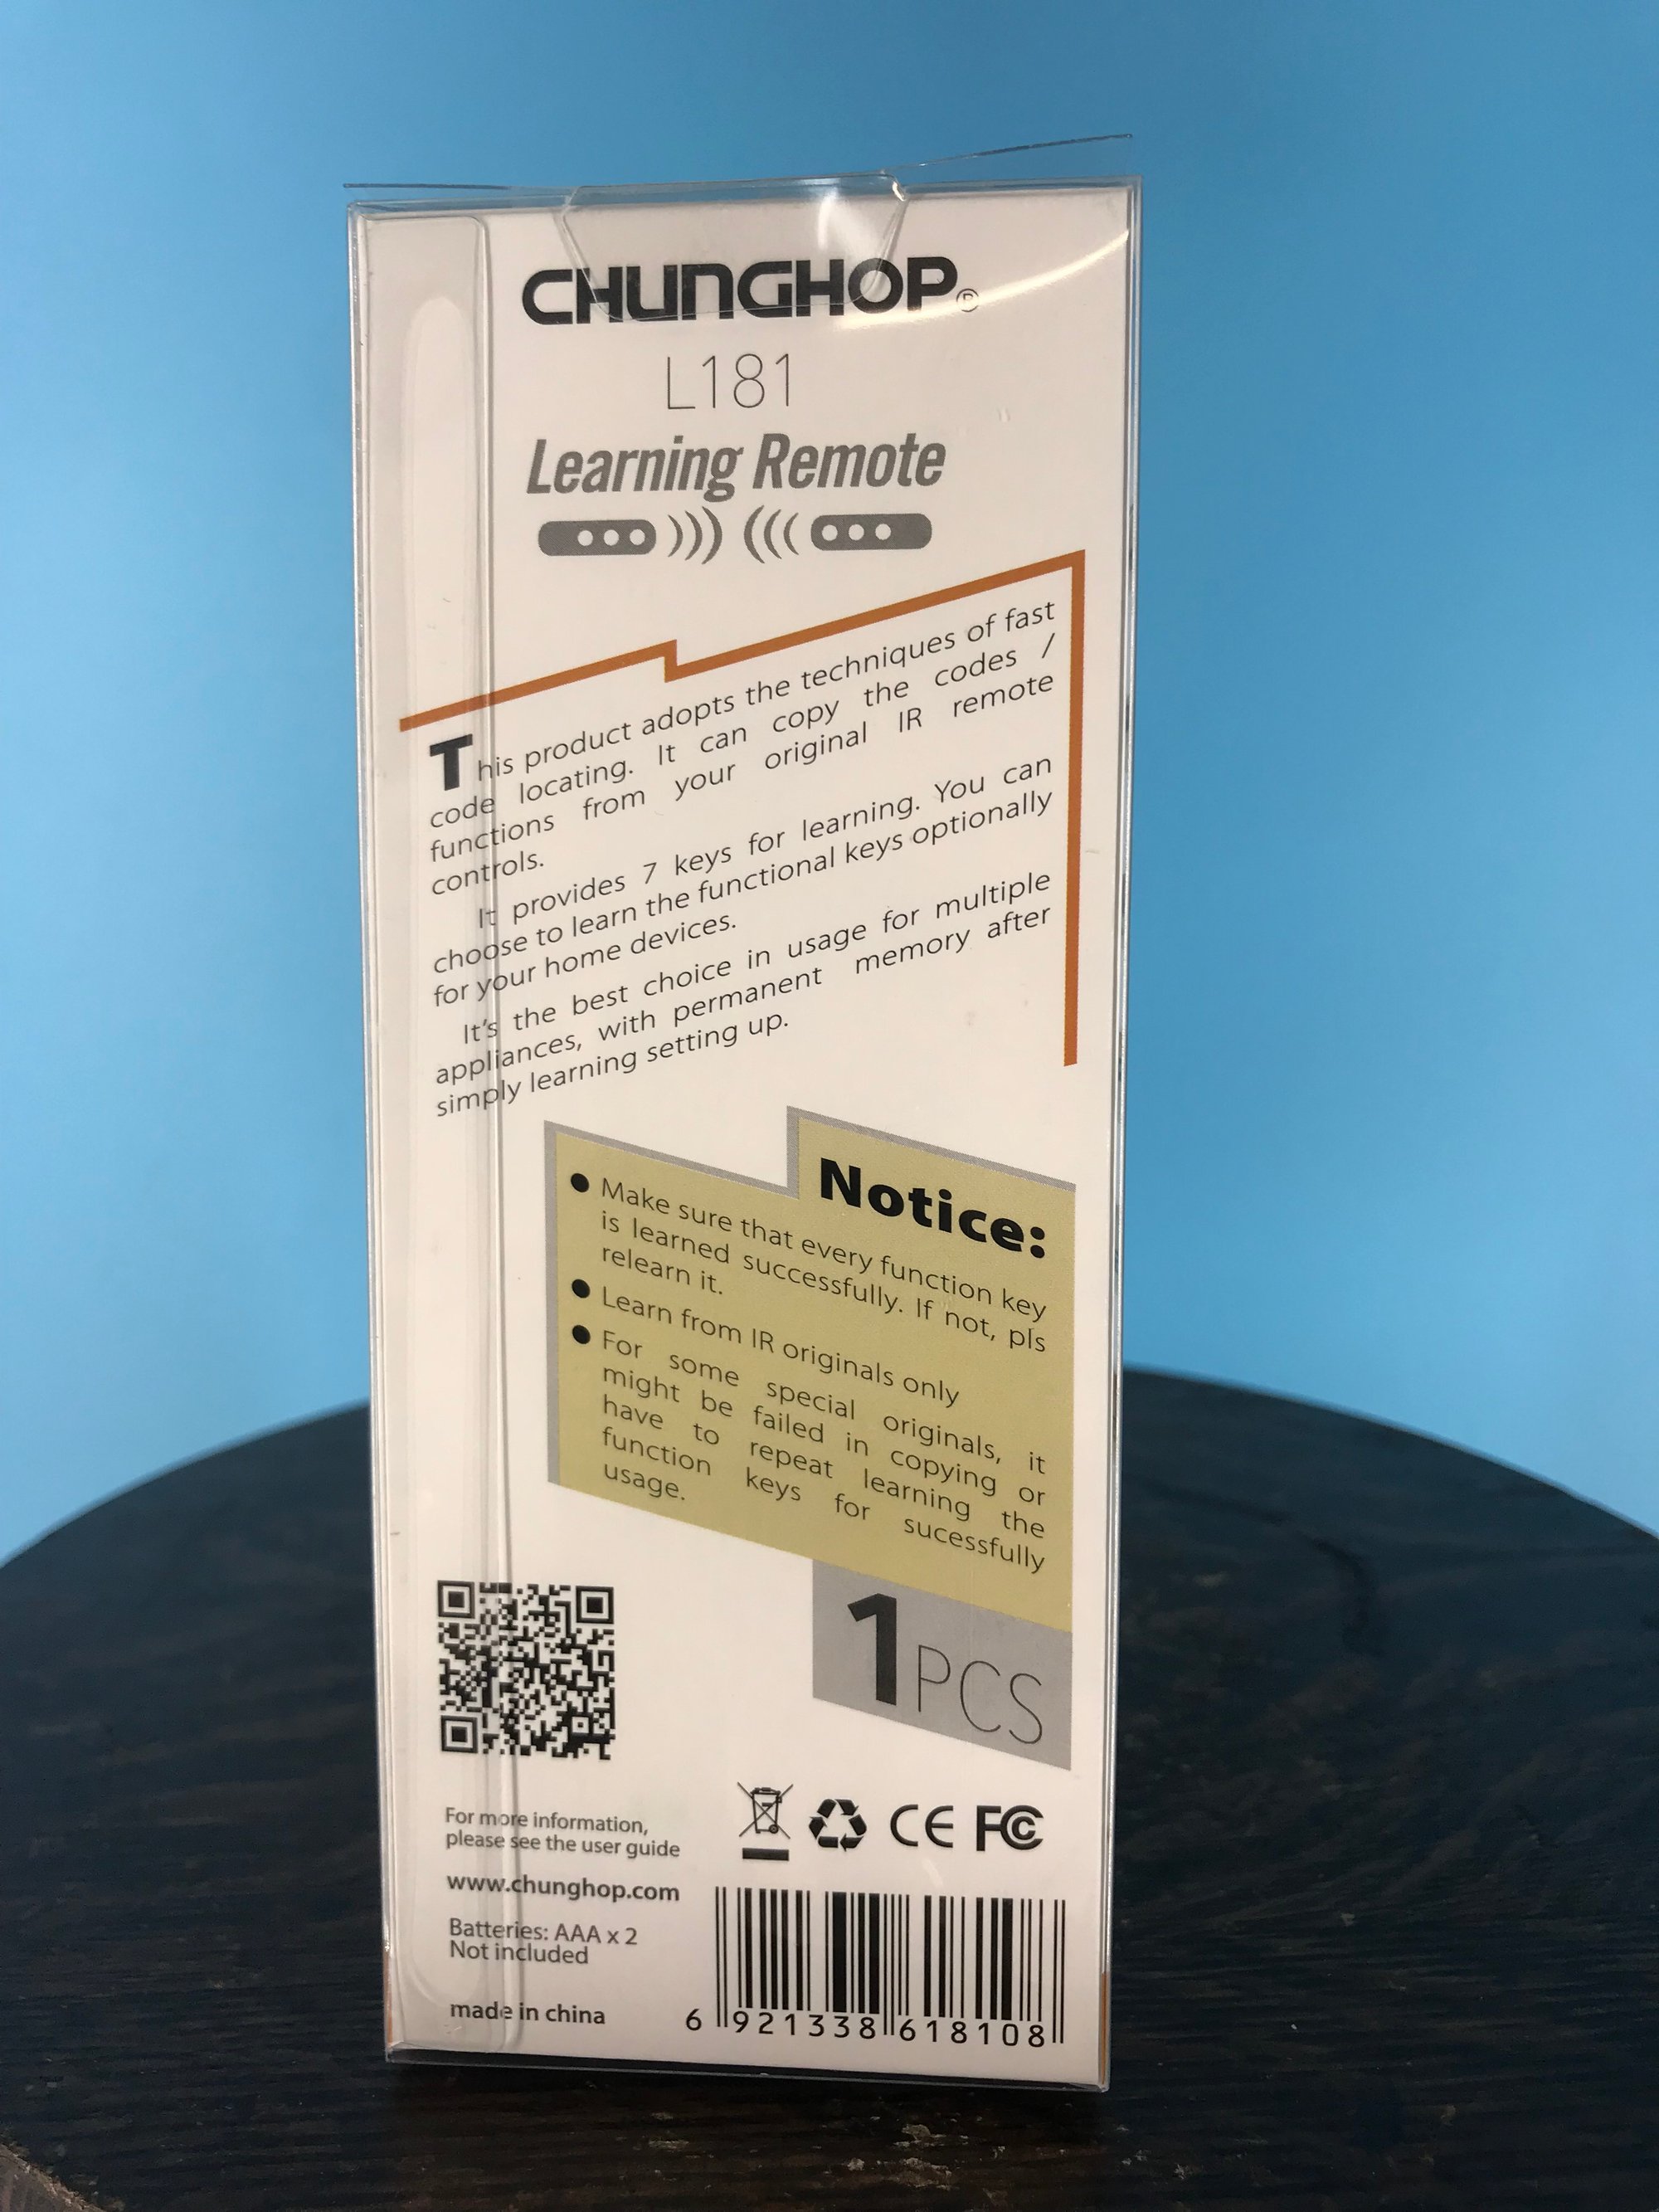 CHUNGHOP®
L181
Learning Remote
This product adopts the techniques of fast
code locating. It can copy the codes /
functions from your original IR remote
controls.
It provides 7 keys for learning. You can
choose to learn the functional keys optionally
for your home devices.
It's the best choice in usage for multiple
appliances, with permanent memory after
simply learning setting up.
Notice:
● Make sure that every function key
is learned successfully. If not, pls
relearn it.
● Learn from IR originals only
● For some special originals, it
might be failed in copying or
have to repeat learning the
function keys for sucessfully
usage.
1PCS
For more information,
please see the user guide
www.chunghop.com
Batteries: AAA x 2
Not included
made in china
CE FC
6 921338 618108